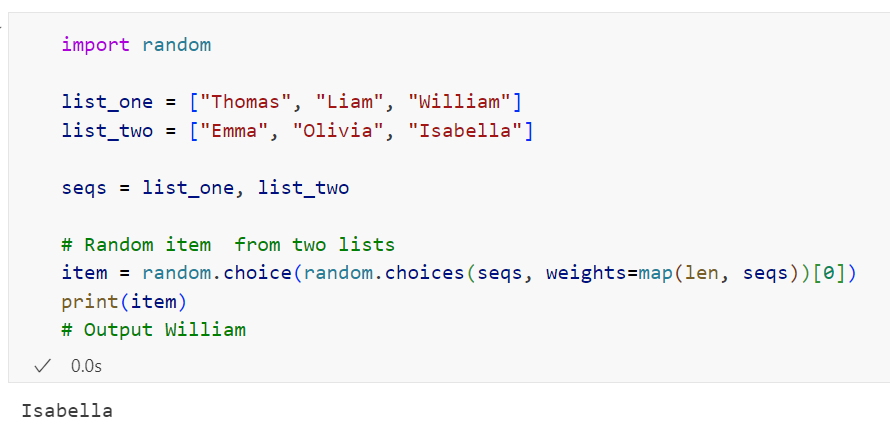 import random
list_one = ["Thomas", "Liam", "William"]
list_two = ["Emma", "Olivia", "Isabella"]
seqs = list_one, list_two
# Random item  from two lists
item = random.choice(random.choices(seqs, weights=map(len, seqs))[0])
print(item)
# Output William
0.0s
Isabella